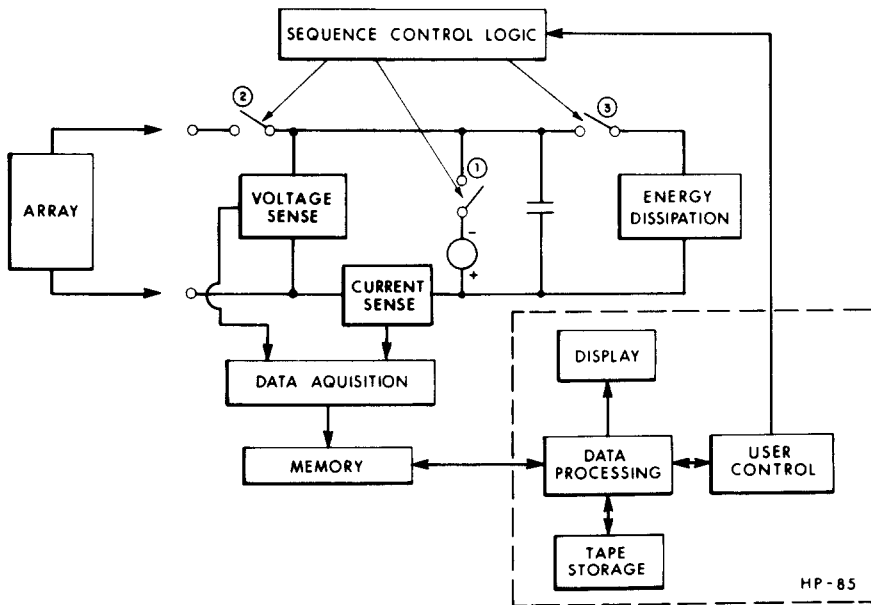 SEQUENCE CONTROL LOGIC
2
3
1
ARRAY
VOLTAGE
SENSE
-
+
ENERGY
DISSIPATION
CURRENT
SENSE
DISPLAY
DATA AQUISITION
MEMORY
DATA
PROCESSING
USER
CONTROL
TAPE
STORAGE
HP-85